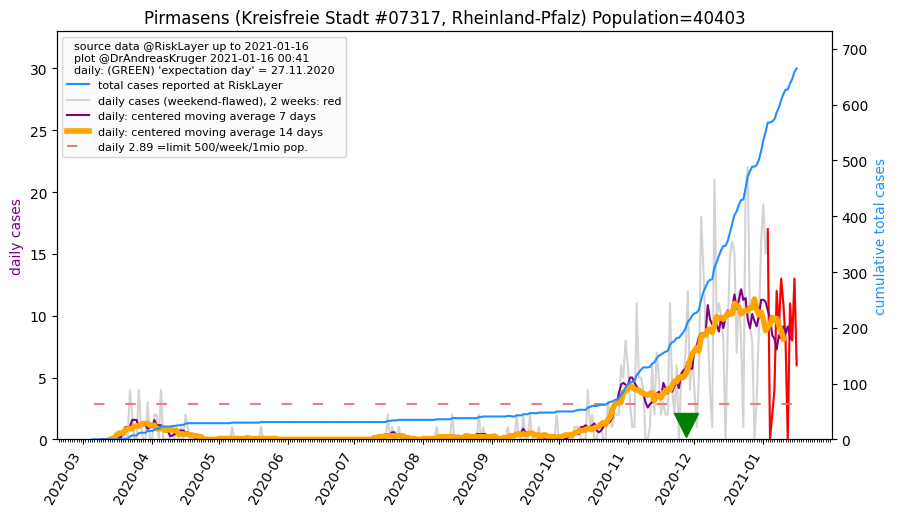 Pirmasens (Kreisfreie Stadt #07317, Rheinland-Pfalz) Population=40403
source data @RiskLayer up to 2021-01-16
plot @DrAndreasKruger 2021-01-16 00:41
daily: (GREEN) 'expectation day' = 27.11.2020
total cases reported at RiskLayer
daily cases (weekend-flawed), 2 weeks: red
daily: centered moving average 7 days
daily: centered moving average 14 days
daily 2.89 =limit 500/week/1mio pop.
daily cases
30
25
20
15
10
5
0
cumulative total cases
700
600
500
400
300
200
100
0
2020-03
2020-04
2020-05
2020-06
2020-07
2020-08
2020-09
2020-10
2020-11
2020-12
2021-01